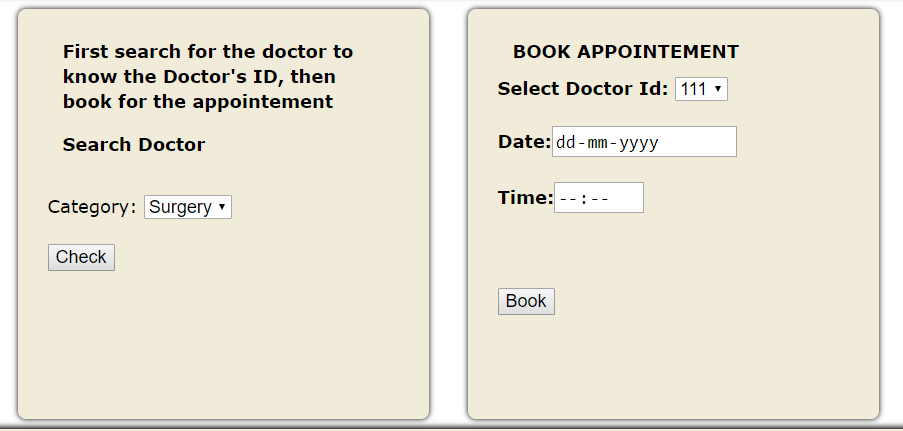 First search for the doctor to
know the Doctor's ID, then
book for the appointement
Search Doctor
Category: Surgery
Check
BOOK APPOINTEMENT
Select Doctor Id: 111
Date: dd-mm-yyyy
Time: --:--
Book